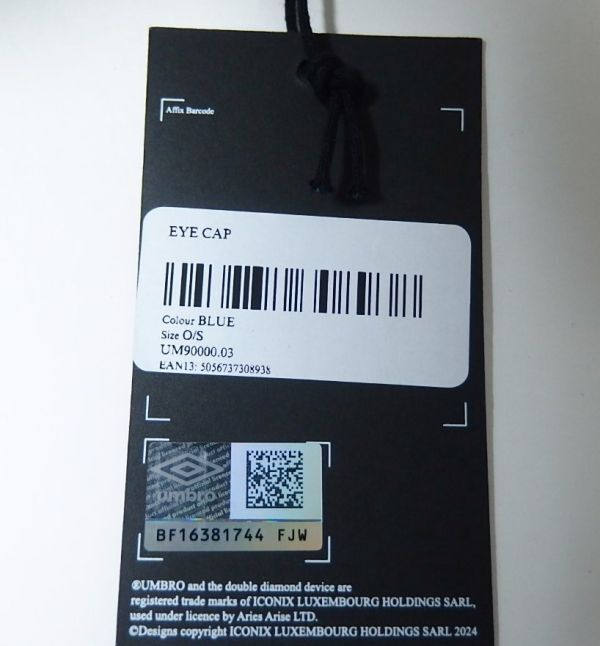 Affix Barcode
EYE CAP
Colour BLUE
Size O/S
UM90000.03
EAN13: 5056737308938
umbro
BF16381744 FJW
®UMBRO and the double diamond device are
registered trade marks of ICONIX LUXEMBOURG HOLDINGS SARL,
used under licence by Aries Arise LTD.
©Designs copyright ICONIX LUXEMBOURG HOLDINGS SARL 2024